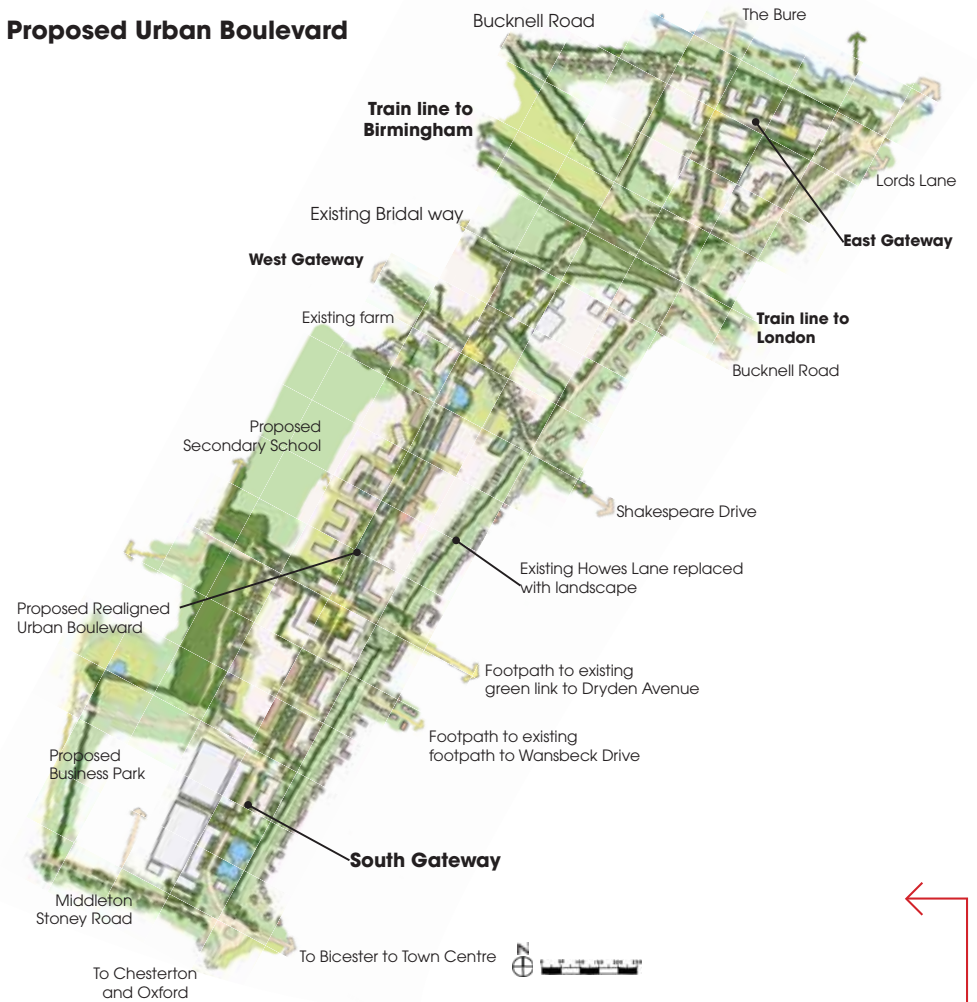 Proposed Urban Boulevard
Bucknell Road
The Bure
Train line to
Birmingham
Lords Lane
Existing Bridal way
East Gateway
West Gateway
Existing farm
Train line to
London
Bucknell Road
Proposed
Secondary School
Shakespeare Drive
Existing Howes Lane replaced
with landscape
Proposed Realigned
Urban Boulevard
Footpath to existing
green link to Dryden Avenue
Footpath to existing
footpath to Wansbeck Drive
Proposed
Business Park
South Gateway
Middleton
Stoney Road
To Bicester to Town Centre
N
To Chesterton
and Oxford